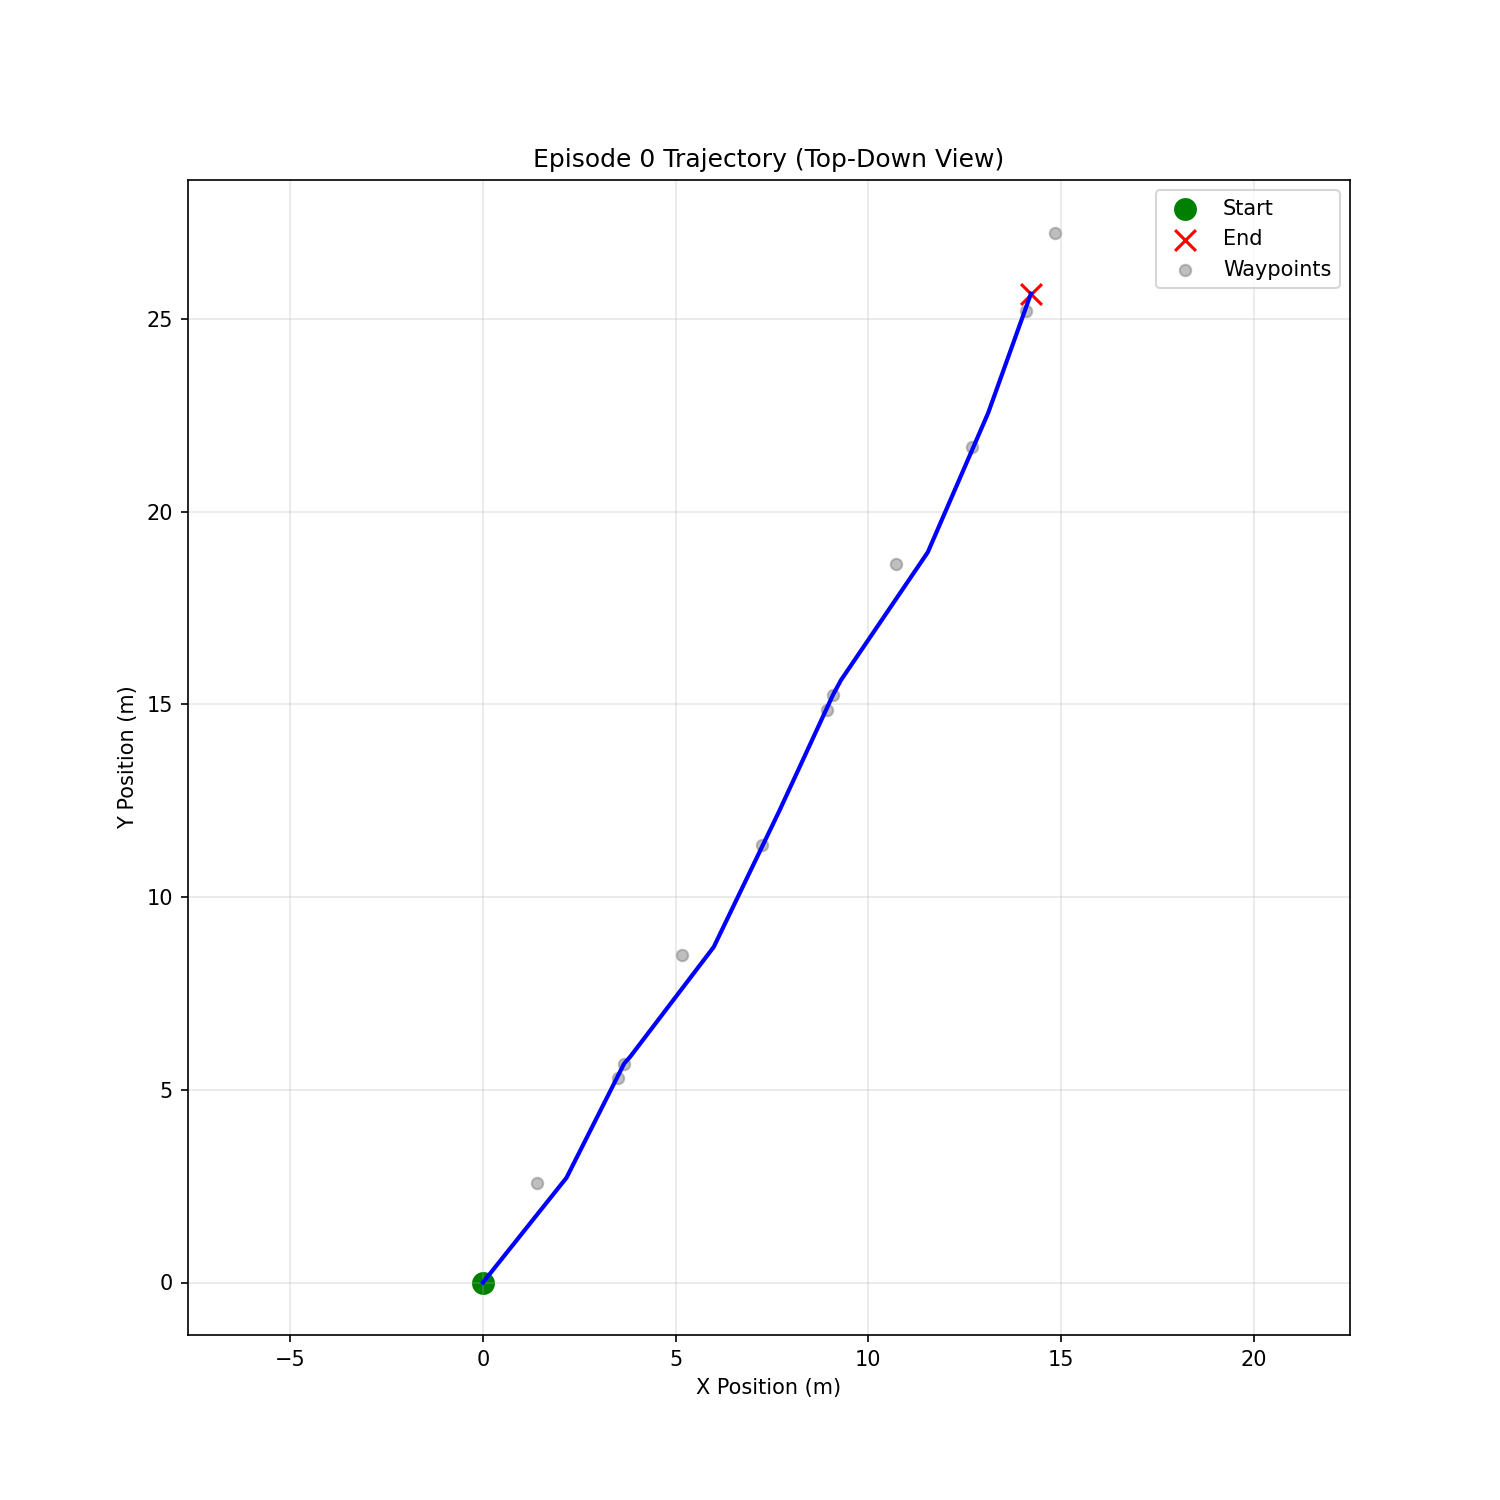 Episode 0 Trajectory (Top-Down View)
Start
End
Waypoints
25
20
15
10
5
0
Y Position (m)
−5
0
5
10
15
20
X Position (m)